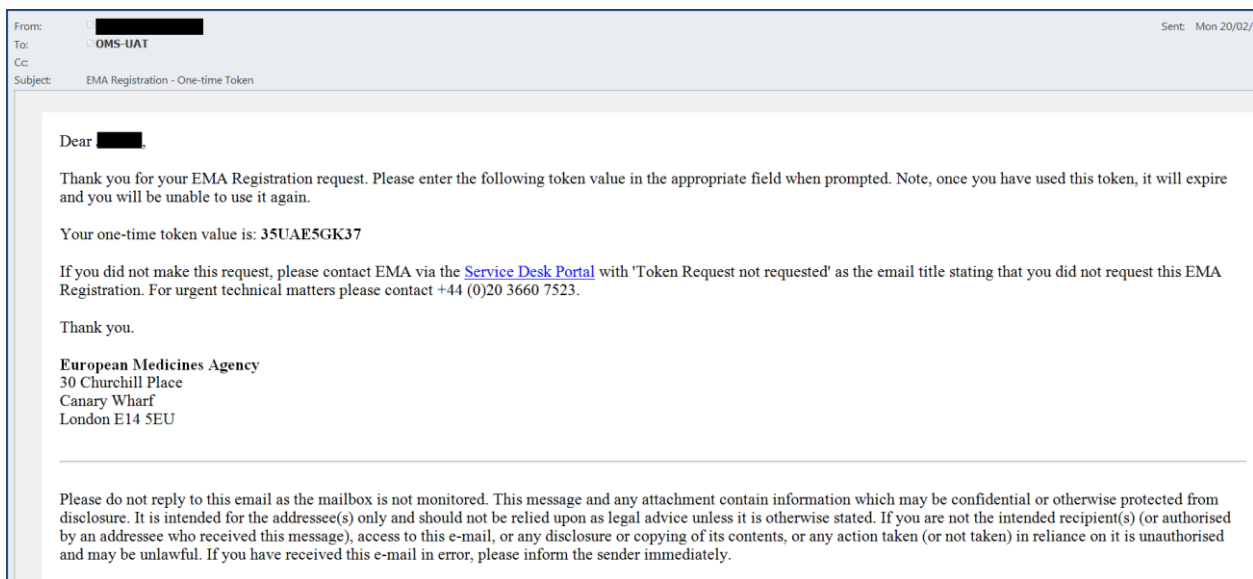 From:
Sent: Mon 20/02/
To: OMS-UAT
Cc:
Subject: EMA Registration - One-time Token
Dear ,
Thank you for your EMA Registration request. Please enter the following token value in the appropriate field when prompted. Note, once you have used this token, it will expire
and you will be unable to use it again.
Your one-time token value is: 35UAE5GK37
If you did not make this request, please contact EMA via the Service Desk Portal with 'Token Request not requested' as the email title stating that you did not request this EMA
Registration. For urgent technical matters please contact +44 (0)20 3660 7523.
Thank you.
European Medicines Agency
30 Churchill Place
Canary Wharf
London E14 5EU
Please do not reply to this email as the mailbox is not monitored. This message and any attachment contain information which may be confidential or otherwise protected from
disclosure. It is intended for the addressee(s) only and should not be relied upon as legal advice unless it is otherwise stated. If you are not the intended recipient(s) (or authorised
by an addressee who received this message), access to this e-mail, or any disclosure or copying of its contents, or any action taken (or not taken) in reliance on it is unauthorised
and may be unlawful. If you have received this e-mail in error, please inform the sender immediately.